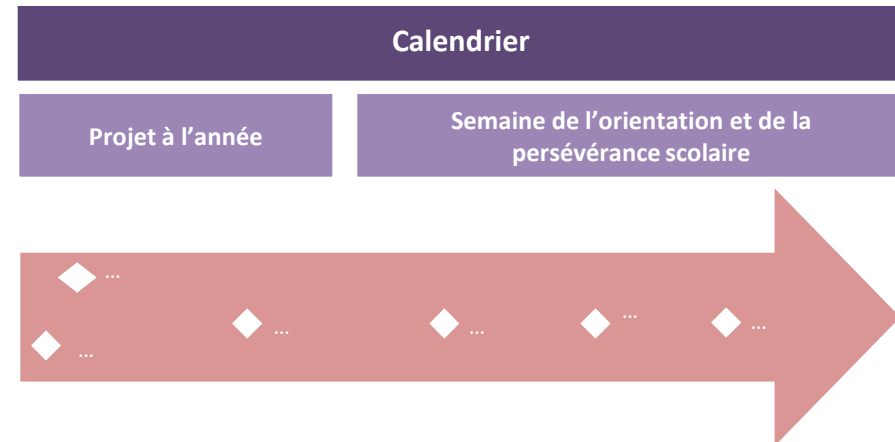 Calendrier
Projet à l’année
Semaine de l’orientation et de la
persévérance scolaire
...
...
...
...
...
...